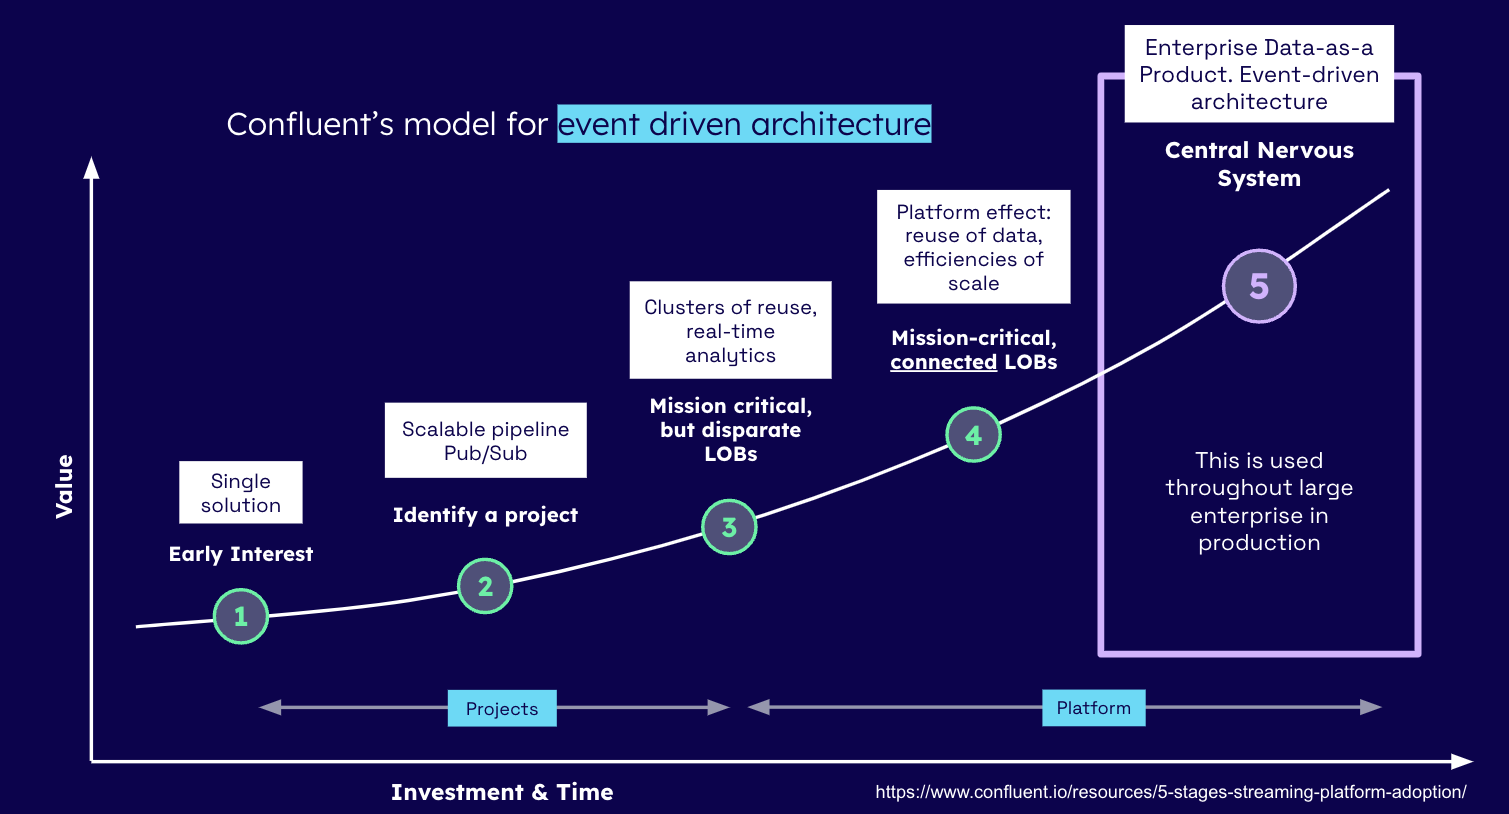 Confluent's model for event driven architecture
Enterprise Data-as-a
Product. Event-driven
architecture
Central Nervous
System
5
This is used
throughout large
enterprise in
production
Platform effect:
reuse of data,
efficiencies of
scale
Mission-critical,
connected LOBs
4
Clusters of reuse,
real-time
analytics
Mission critical,
but disparate
LOBs
3
Scalable pipeline
Pub/Sub
Identify a project
2
Single
solution
Early Interest
1
Value
Projects
Platform
Investment & Time
https://www.confluent.io/resources/5-stages-streaming-platform-adoption/